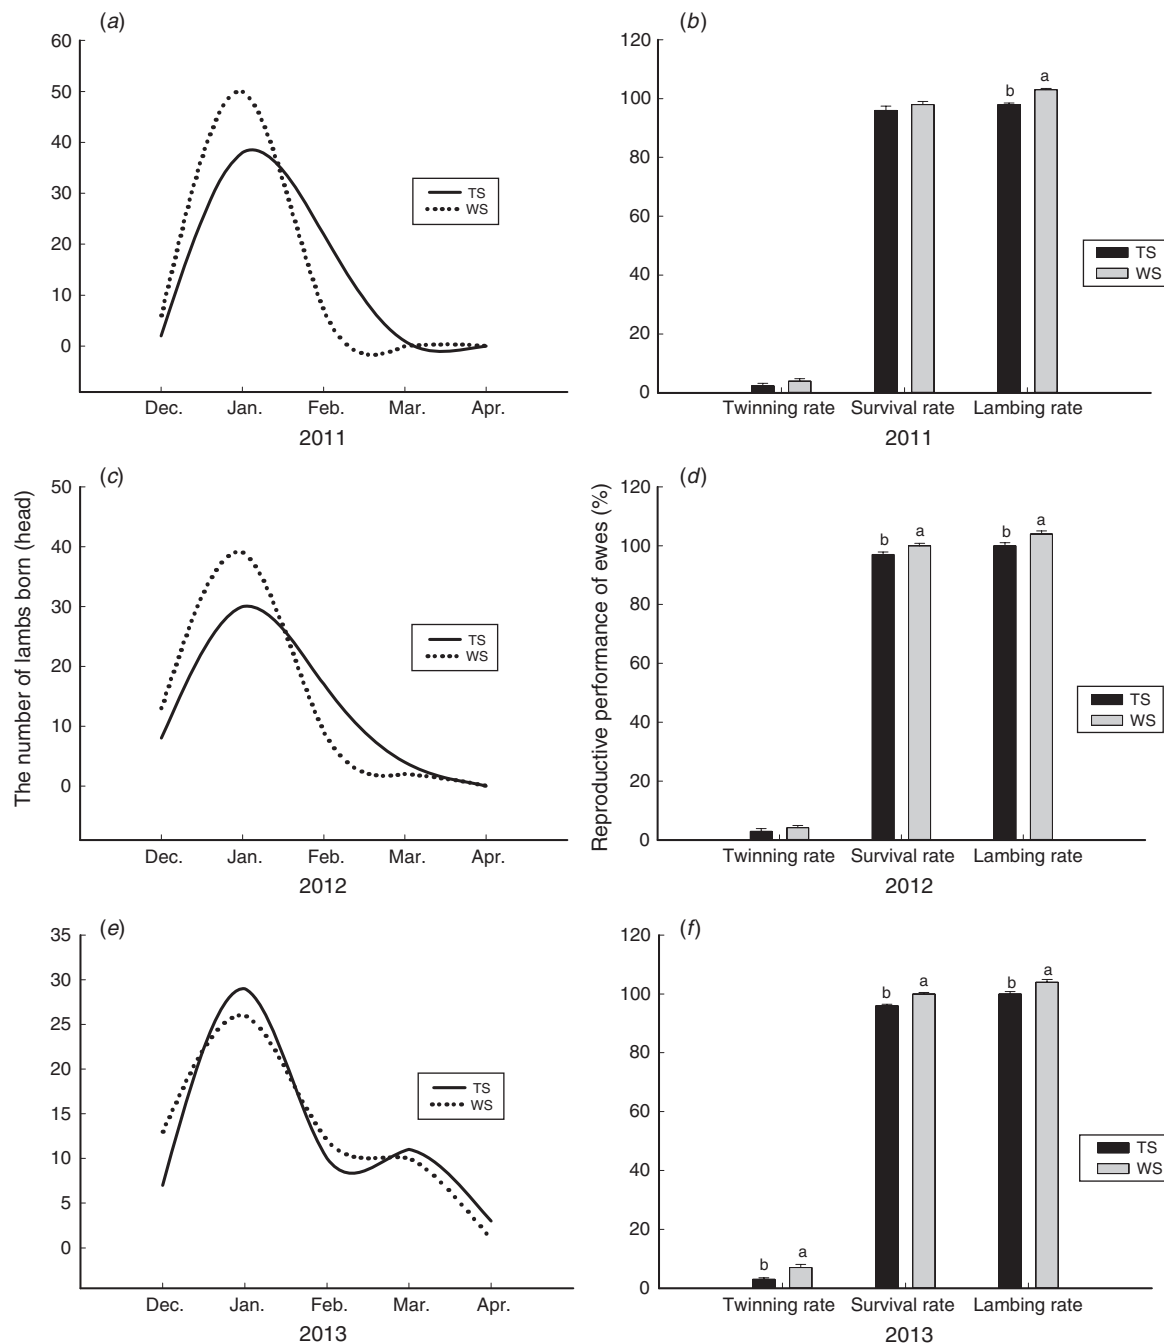 (a)
60
50
40
30
20
10
0
TS
WS
Dec. Jan. Feb. Mar. Apr.
2011
(b)
120
100
80
60
40
20
0
b a
TS
WS
Twinning rate Survival rate Lambing rate
2011
The number of lambs born (head)
(c)
50
40
30
20
10
0
TS
WS
Dec. Jan. Feb. Mar. Apr.
2012
Reproductive performance of ewes (%)
(d)
120
100
80
60
40
20
0
b a b a
TS
WS
Twinning rate Survival rate Lambing rate
2012
(e)
35
30
25
20
15
10
5
0
TS
WS
Dec. Jan. Feb. Mar. Apr.
2013
(f)
120
100
80
60
40
20
0
b a b a b a
TS
WS
Twinning rate Survival rate Lambing rate
2013